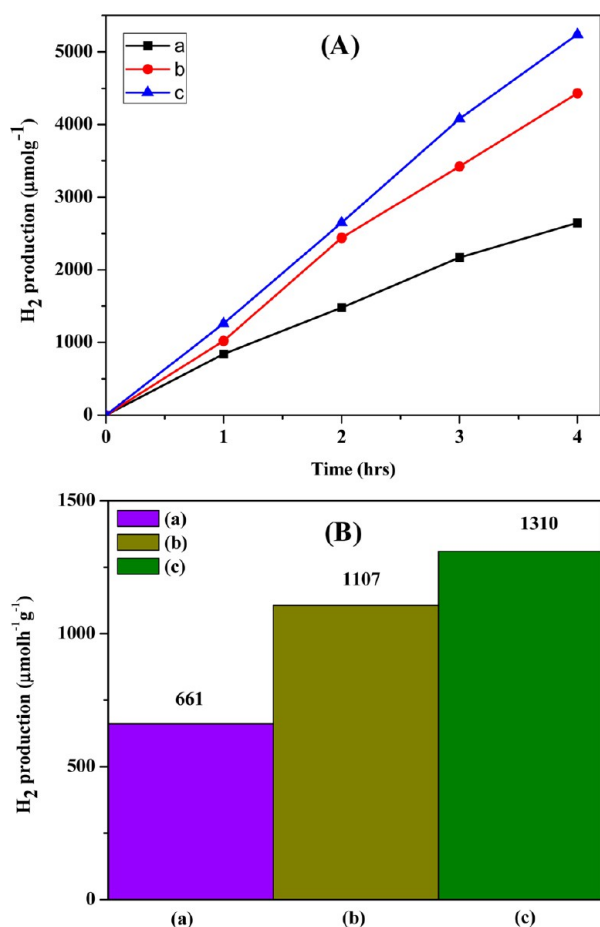 (A)
a
b
c
5000
4000
3000
2000
1000
0
H2 production (µmolg-1)
0 1 2 3 4
Time (hrs)
(B)
(a)
(b)
(c)
1500
1000
500
0
H2 production (µmolh-1g-1)
661
1107
1310
(a) (b) (c)